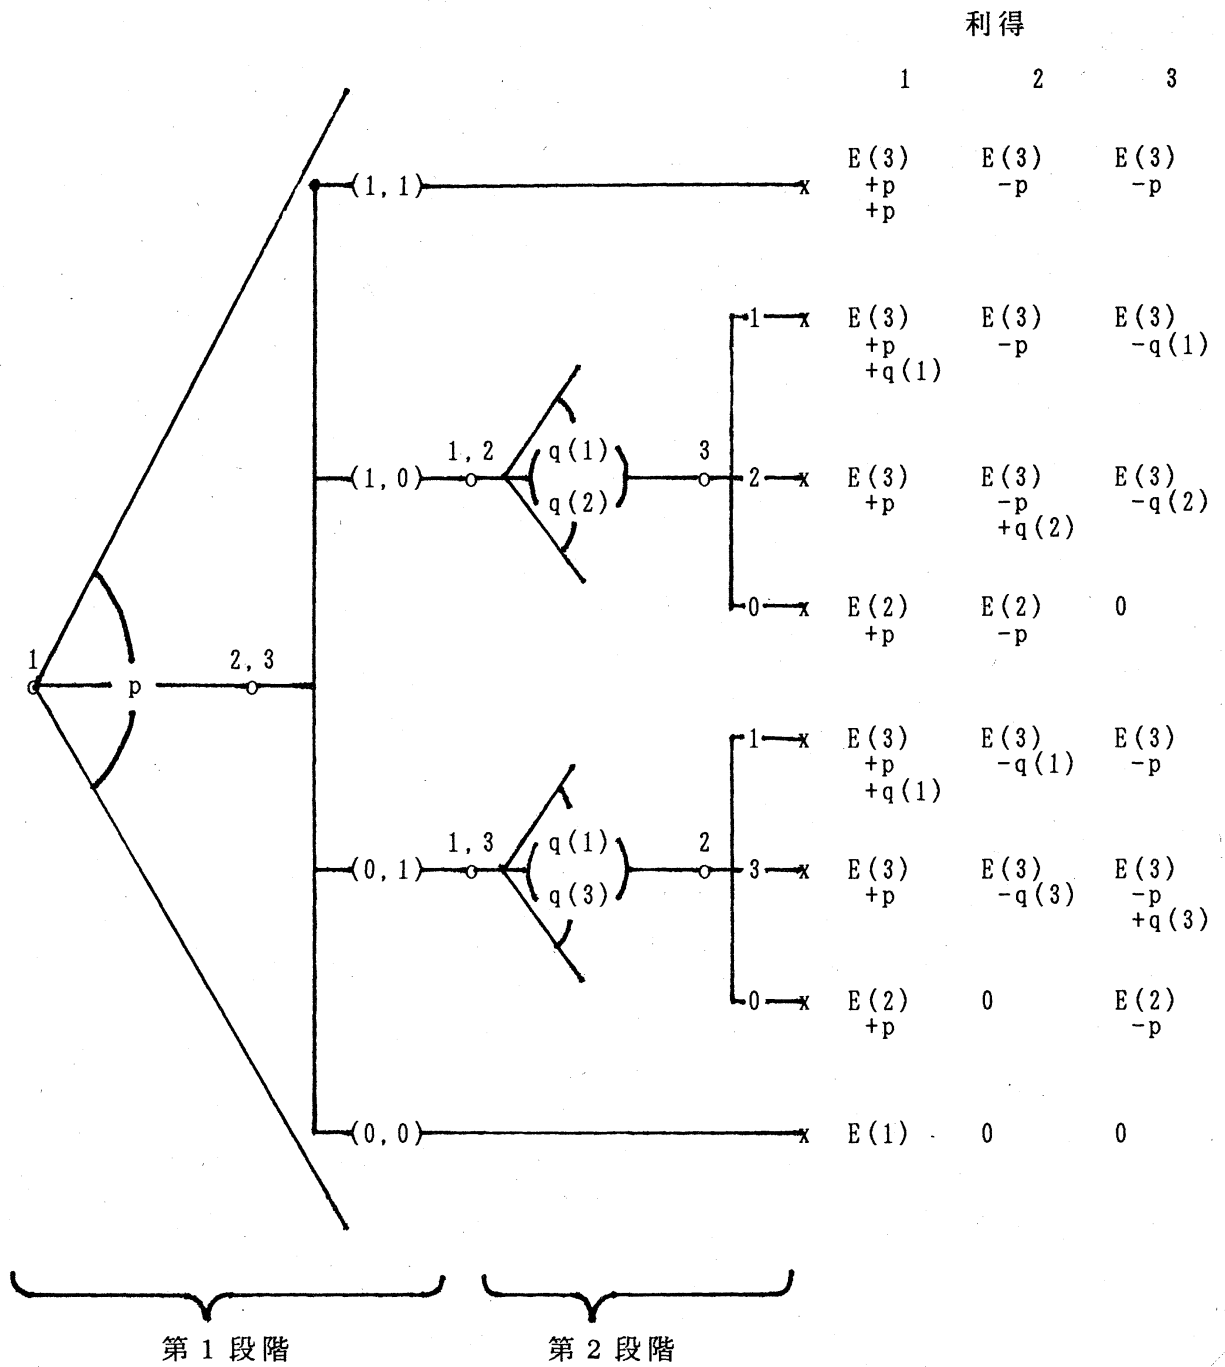 利得
1 2 3
E(3) E(3) E(3)
(1,1) x +p -p -p
+p
1 x E(3) E(3) E(3)
+p -p -q(1)
+q(1)
1,2 q(1) 3
(1,0) 2 x E(3) E(3) E(3)
q(2) +p -p -q(2)
+q(2)
0 x E(2) E(2) 0
+p -p
1 2,3
p
1 x E(3) E(3) E(3)
+p -q(1) -p
+q(1)
1,3 q(1) 2
(0,1) 3 x E(3) E(3) E(3)
q(3) +p -q(3) -p
+q(3)
0 x E(2) 0 E(2)
+p -p
(0,0) x E(1) 0 0
第1段階 第2段階